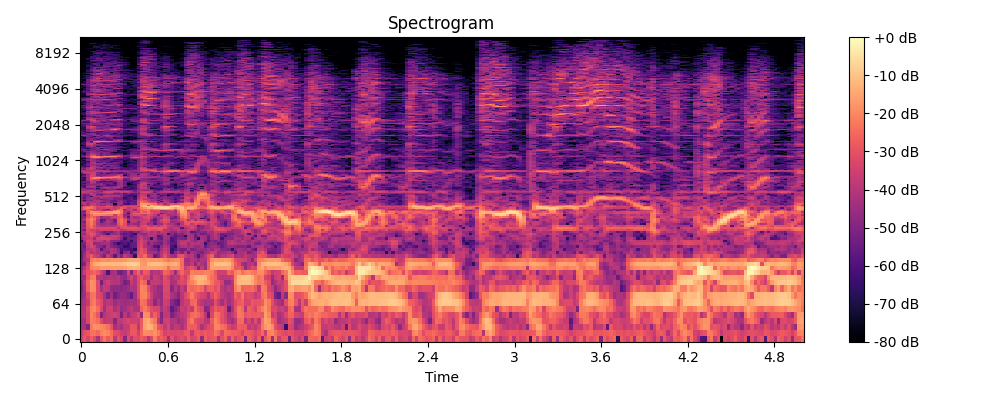 Spectrogram
8192
4096
2048
1024
512
256
128
64
0
Frequency
0 0.6 1.2 1.8 2.4 3 3.6 4.2 4.8
Time
+0 dB
-10 dB
-20 dB
-30 dB
-40 dB
-50 dB
-60 dB
-70 dB
-80 dB